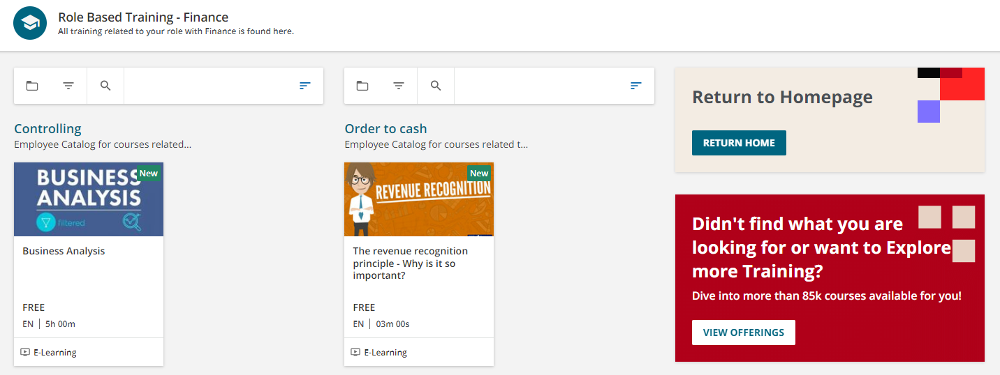 Role Based Training - Finance
All training related to your role with Finance is found here.
Controlling
Employee Catalog for courses related...
BUSINESS
ANALYSIS
filtered
New
Business Analysis
FREE
EN | 5h 00m
E-Learning
Order to cash
Employee Catalog for courses related t...
REVENUE RECOGNITION
New
The revenue recognition
principle - Why is it so
important?
FREE
EN | 03m 00s
E-Learning
Return to Homepage
RETURN HOME
Didn't find what you are
looking for or want to Explore
more Training?
Dive into more than 85k courses available for you!
VIEW OFFERINGS